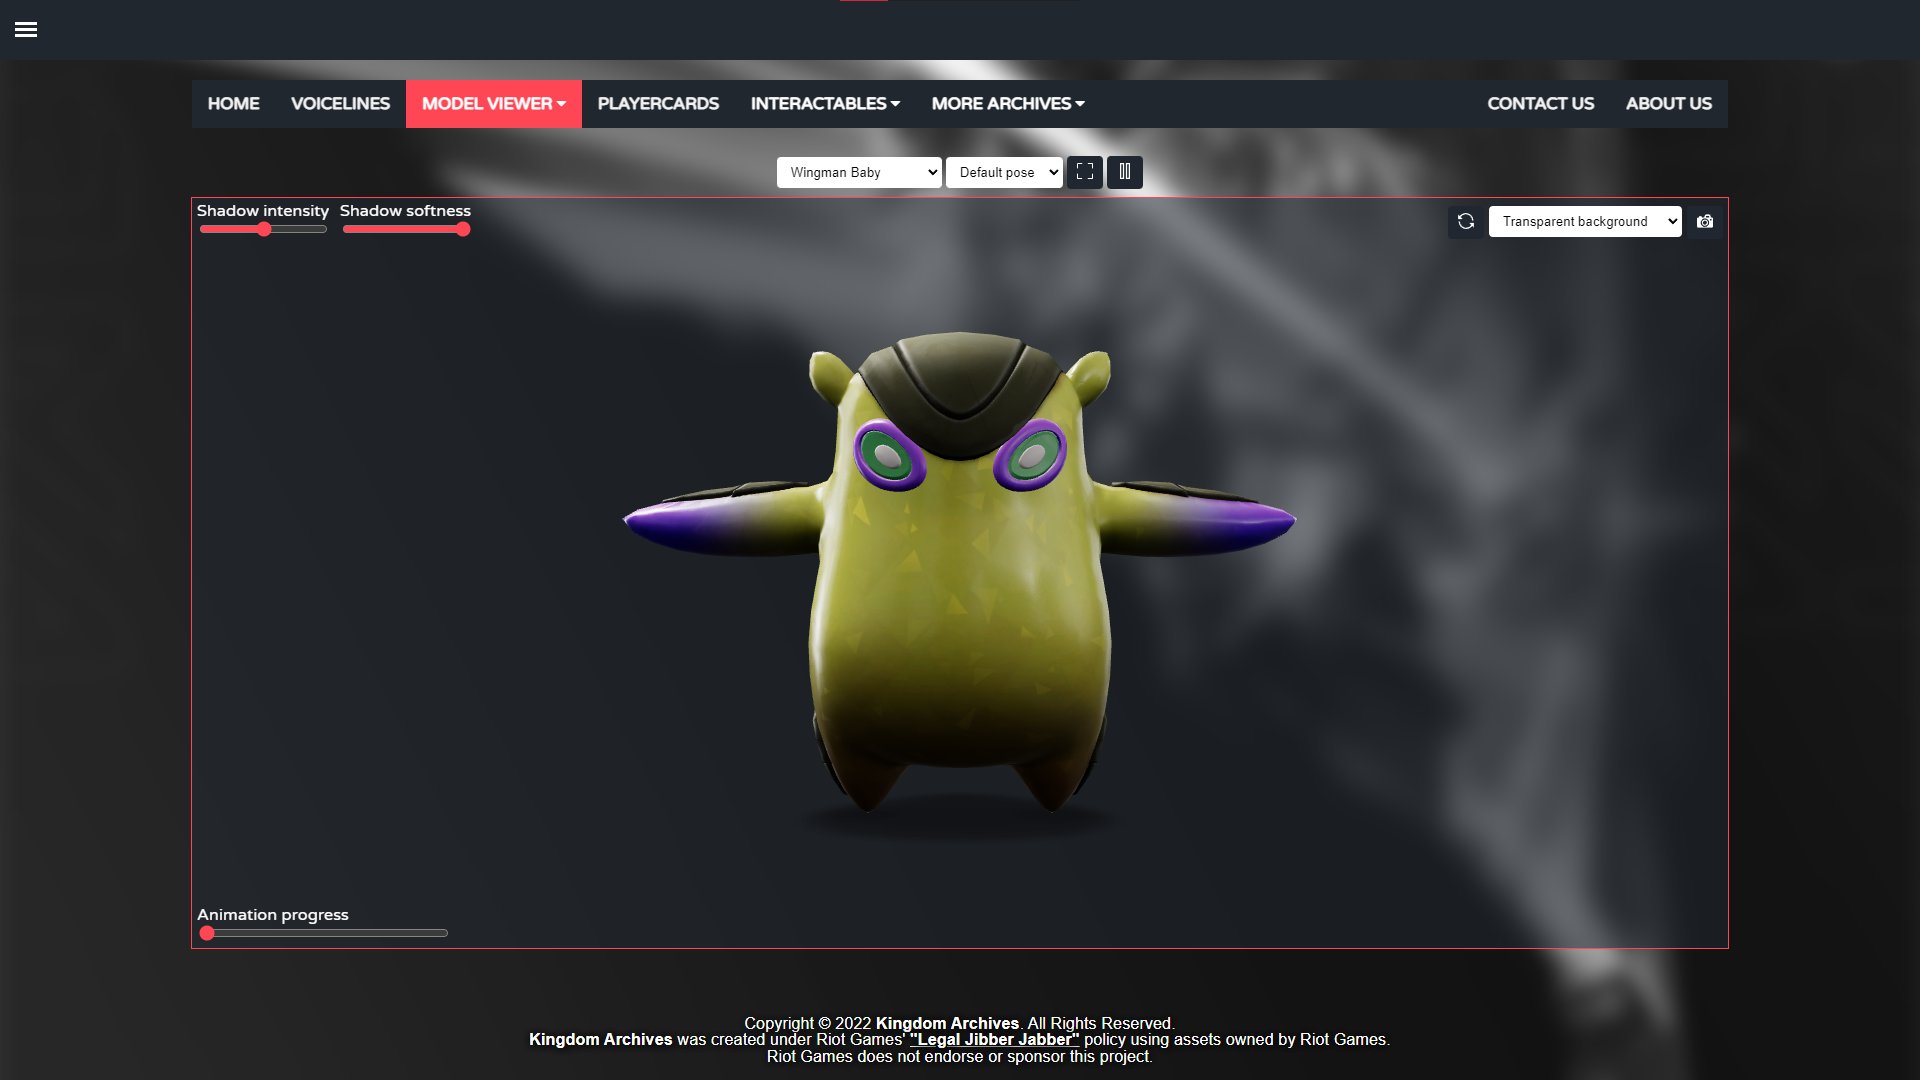 HOME VOICELINES MODEL VIEWER PLAYERCARDS INTERACTABLES MORE ARCHIVES CONTACT US ABOUT US
Wingman Baby Default pose
Shadow intensity Shadow softness
Transparent background
Animation progress
Copyright © 2022 Kingdom Archives. All Rights Reserved.
Kingdom Archives was created under Riot Games' "Legal Jibber Jabber" policy using assets owned by Riot Games.
Riot Games does not endorse or sponsor this project.